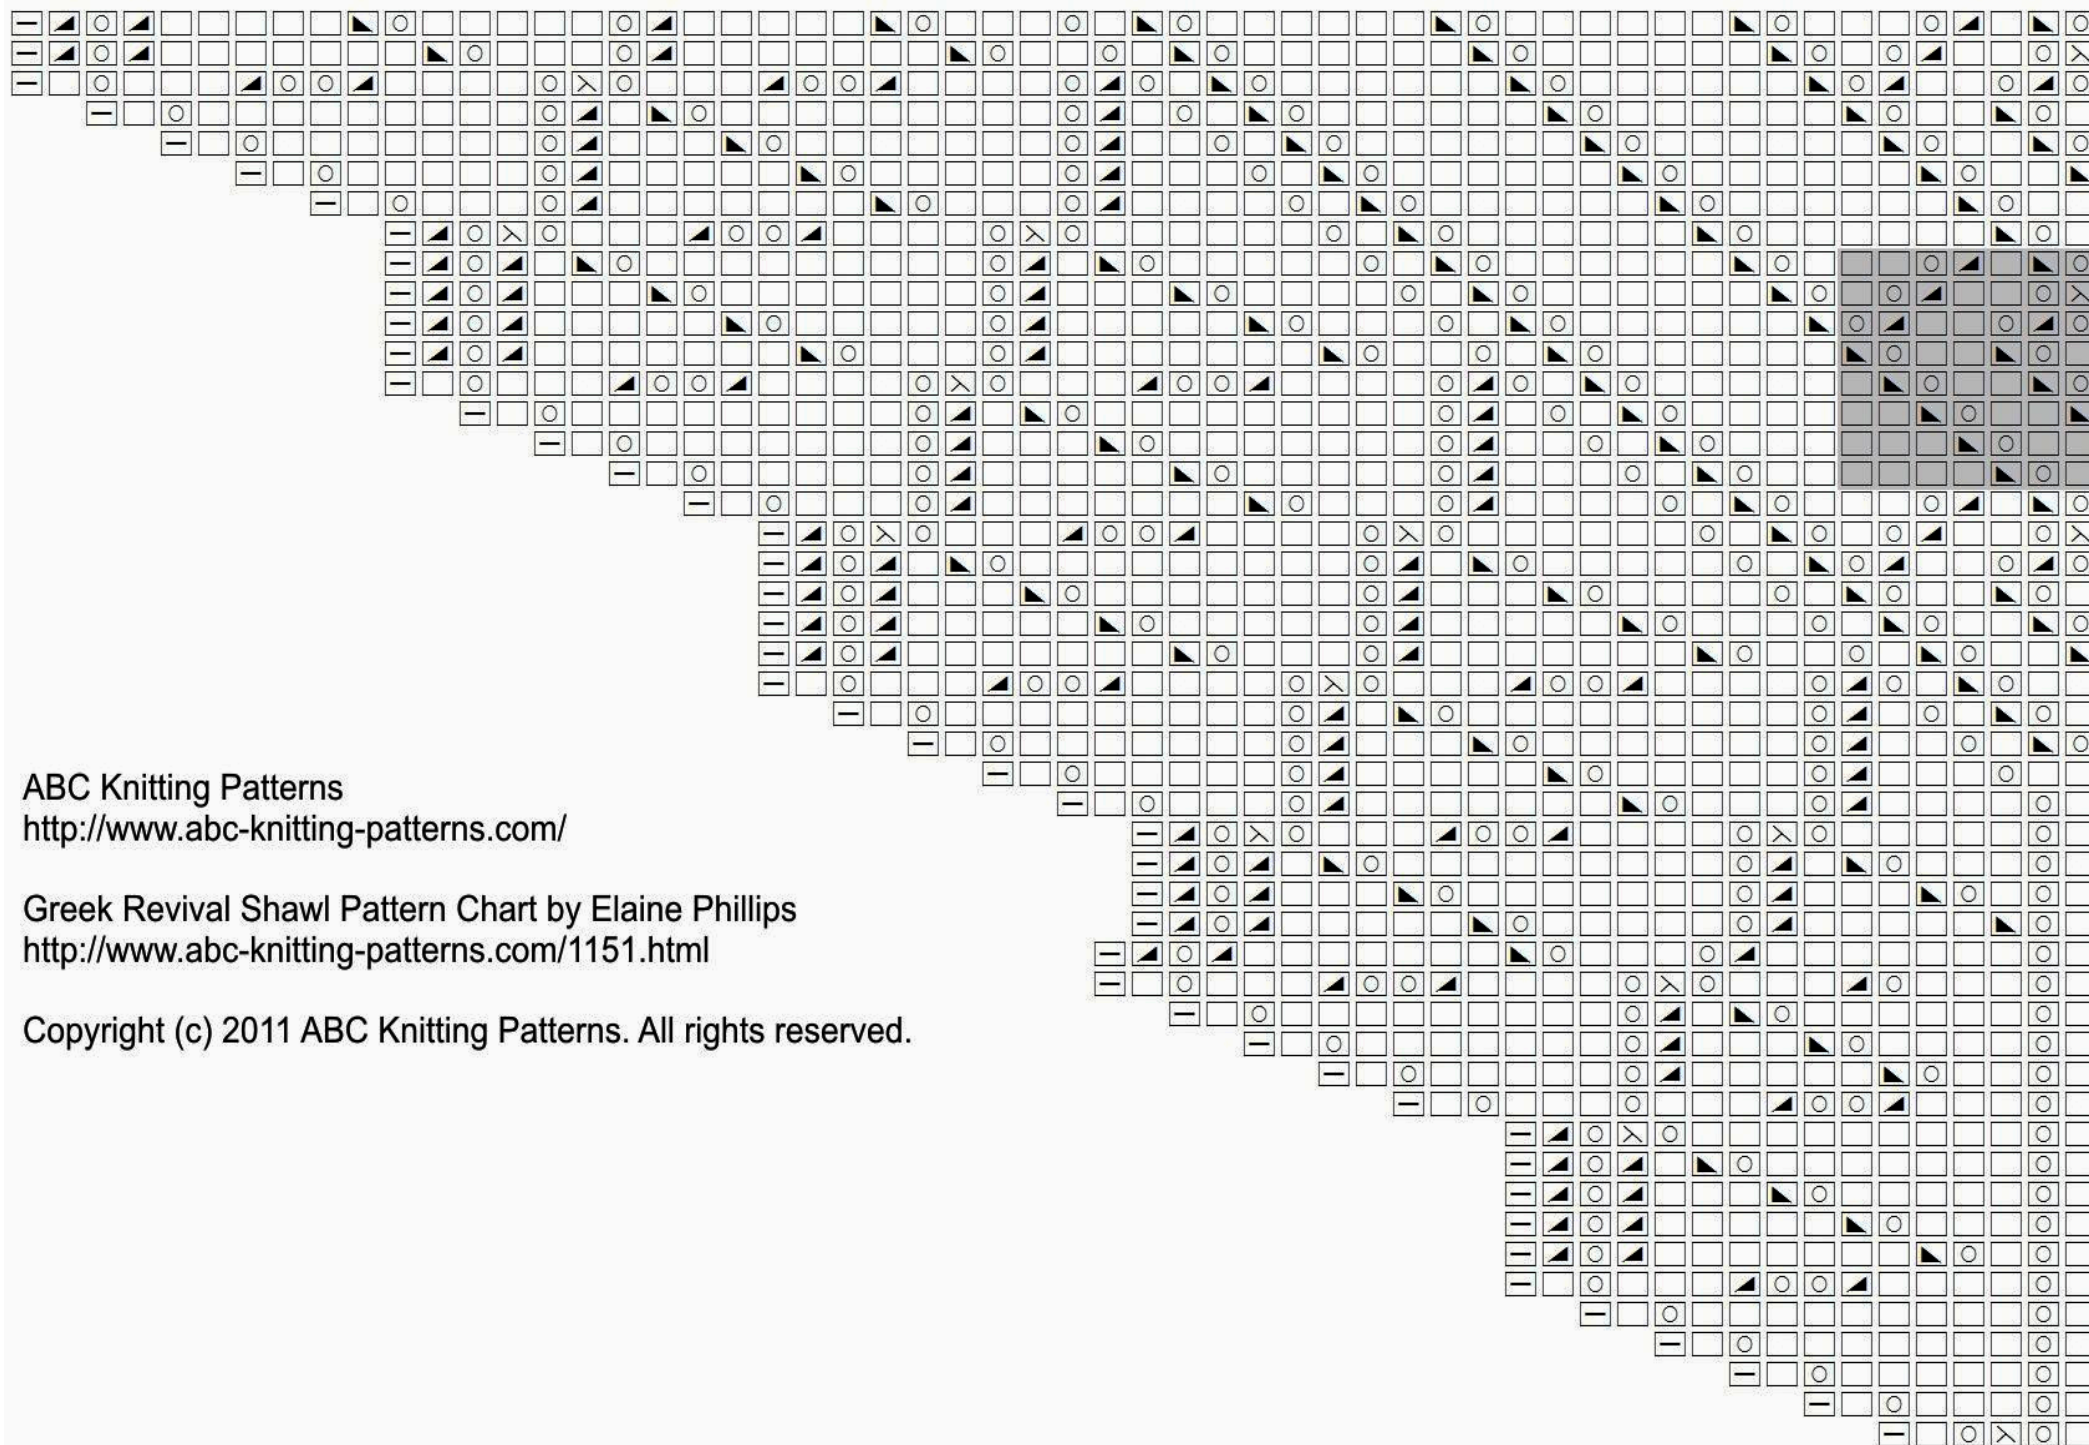 ABC Knitting Patterns
http://www.abc-knitting-patterns.com/
Greek Revival Shawl Pattern Chart by Elaine Phillips
http://www.abc-knitting-patterns.com/1151.html
Copyright (c) 2011 ABC Knitting Patterns. All rights reserved.